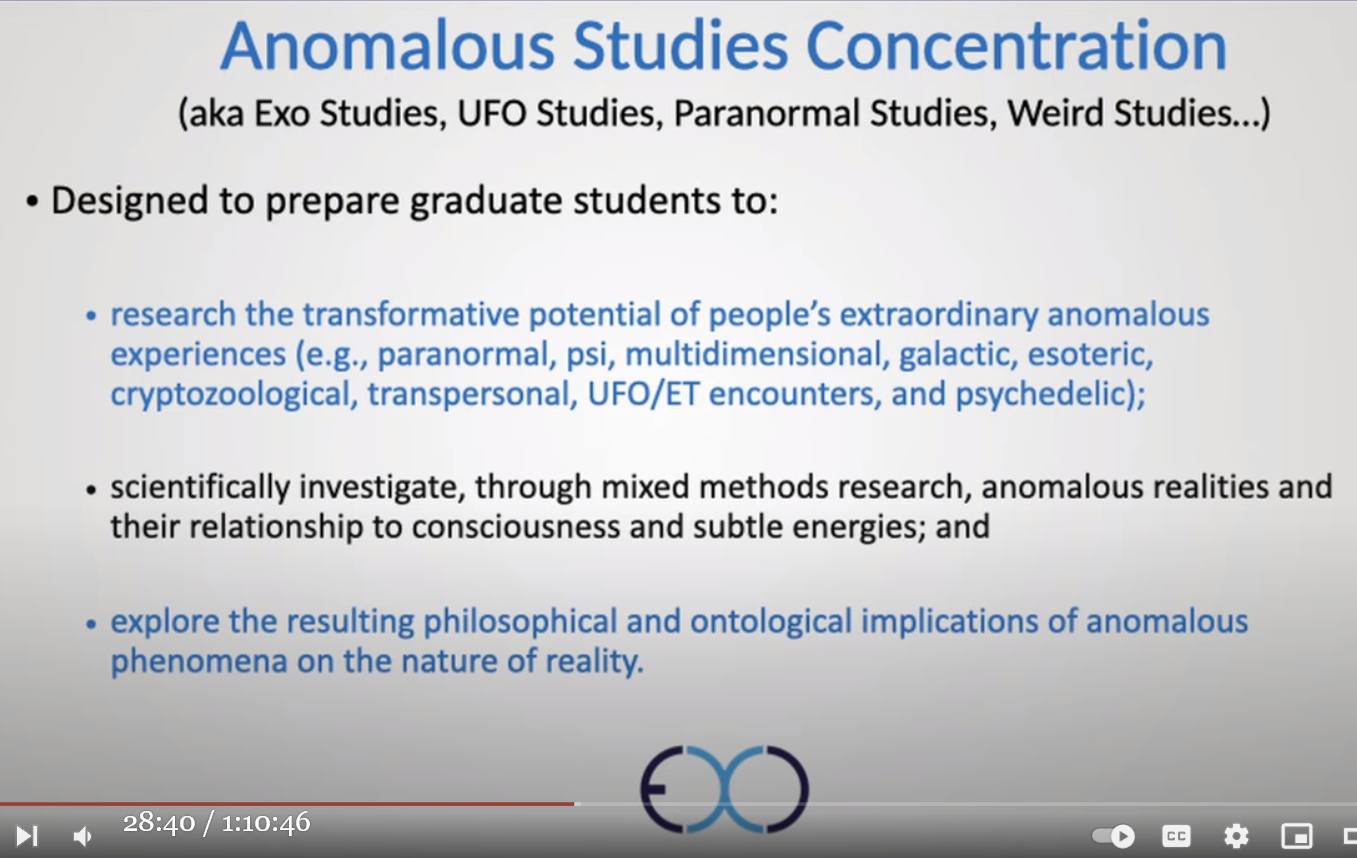 Anomalous Studies Concentration
(aka Exo Studies, UFO Studies, Paranormal Studies, Weird Studies...)
• Designed to prepare graduate students to:
• research the transformative potential of people’s extraordinary anomalous
experiences (e.g., paranormal, psi, multidimensional, galactic, esoteric,
cryptozoological, transpersonal, UFO/ET encounters, and psychedelic);
• scientifically investigate, through mixed methods research, anomalous realities and
their relationship to consciousness and subtle energies; and
• explore the resulting philosophical and ontological implications of anomalous
phenomena on the nature of reality.
EXO
28:40 / 1:10:46
CC